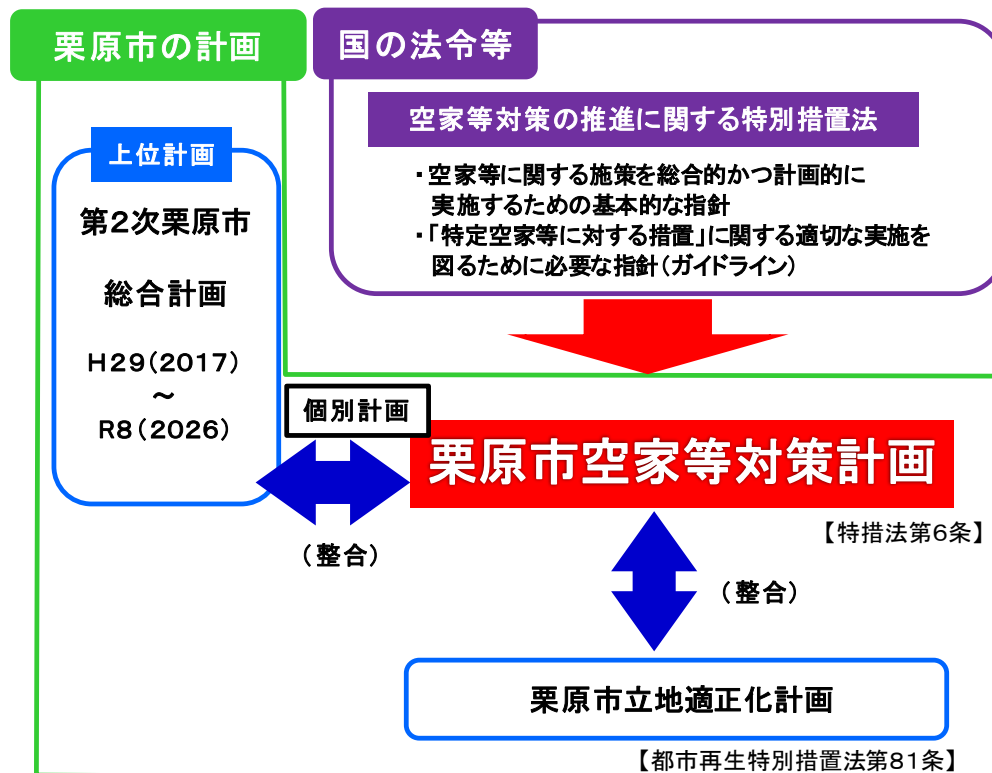 栗原市の計画
国の法令等
空家等対策の推進に関する特別措置法
・空家等に関する施策を総合的かつ計画的に
実施するための基本的な指針
・「特定空家等に対する措置」に関する適切な実施を
図るために必要な指針（ガイドライン）
上位計画
第２次栗原市
総合計画
H29(2017)
～
R8(2026)
個別計画
栗原市空家等対策計画
【特措法第6条】
（整合）
（整合）
栗原市立地適正化計画
【都市再生特別措置法第81条】